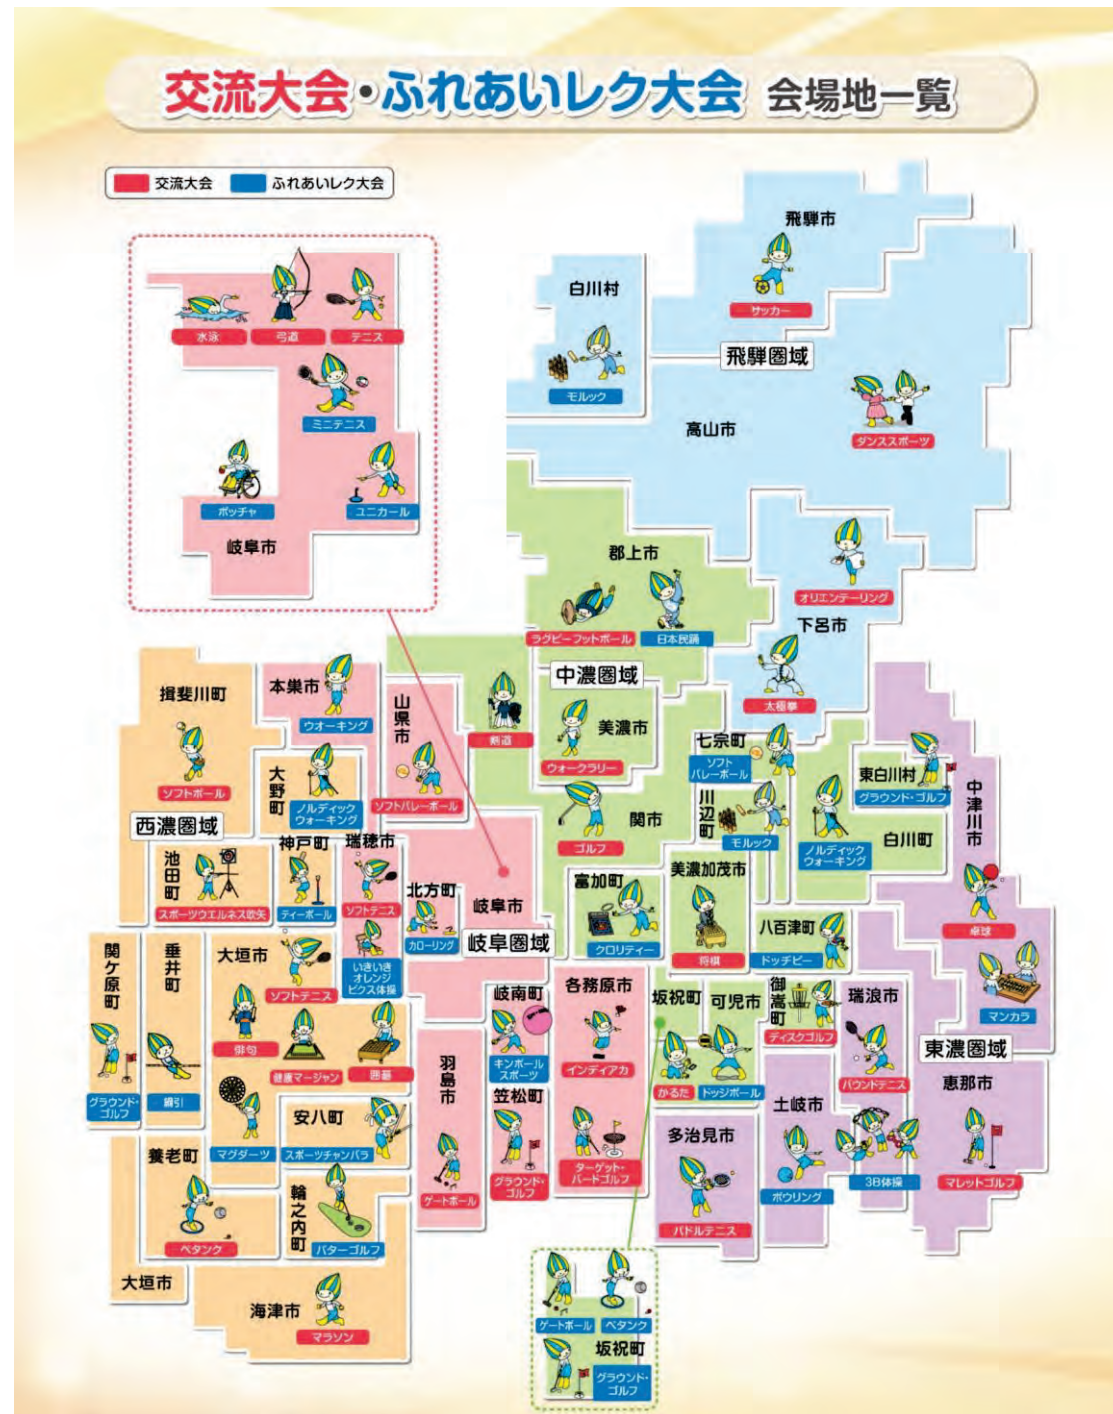 交流大会・ふれあいレク大会 会場地一覧
交流大会
ふれあいレク大会
水泳
弓道
テニス
ミニテニス
ボッチャ
ユニカール
岐阜市
飛騨市
サッカー
白川村
モルック
飛騨圏域
高山市
ダンススポーツ
郡上市
ラグビーフットボール
日本民踊
オリエンテーリング
下呂市
太極拳
中濃圏域
揖斐川町
ソフトボール
本巣市
ウオーキング
山県市
ソフトバレーボール
剣道
美濃市
ウォークラリー
七宗町
ソフト
バレーボール
東白川村
グラウンド・ゴルフ
中津川市
大野町
ノルディック
ウォーキング
西濃圏域
関市
ゴルフ
川辺町
モルック
ノルディック
ウォーキング
白川町
池田町
スポーツウエルネス吹矢
神戸町
ティーボール
瑞穂市
ソフトテニス
いきいき
オレンジ
ビクス体操
北方町
カローリング
岐阜市
岐阜圏域
富加町
クロリティー
美濃加茂市
将棋
八百津町
ドッヂビー
卓球
マンカラ
関ケ原町
グラウンド・
ゴルフ
垂井町
綱引
大垣市
ソフトテニス
俳句
健康マージャン
囲碁
マグダーツ
岐南町
キンボール
スポーツ
各務原市
インディアカ
ターゲット・
バードゴルフ
坂祝町
可児市
かるた
ドッジボール
御嵩町
ディスクゴルフ
瑞浪市
バウンドテニス
東濃圏域
恵那市
マレットゴルフ
羽島市
ゲートボール
笠松町
グラウンド・
ゴルフ
安八町
スポーツチャンバラ
養老町
ペタンク
輪之内町
パターゴルフ
多治見市
パドルテニス
土岐市
ボウリング
3B体操
大垣市
海津市
マラソン
ゲートボール
ペタンク
坂祝町
グラウンド・
ゴルフ